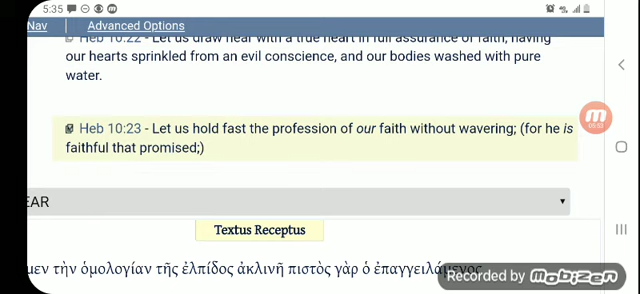 5:35
Nav | Advanced Options
Heb 10:22 - Let us draw near with a true heart in full assurance of faith, having
our hearts sprinkled from an evil conscience, and our bodies washed with pure
water.
Heb 10:23 - Let us hold fast the profession of our faith without wavering; (for he is
faithful that promised;)
EAR
Textus Receptus
μεν τὴν ὁμολογίαν τῆς ἐλπίδος ἀκλινῆ πιστὸς γὰρ ὁ ἐπαγγειλάμενος
Recorded by mobizen